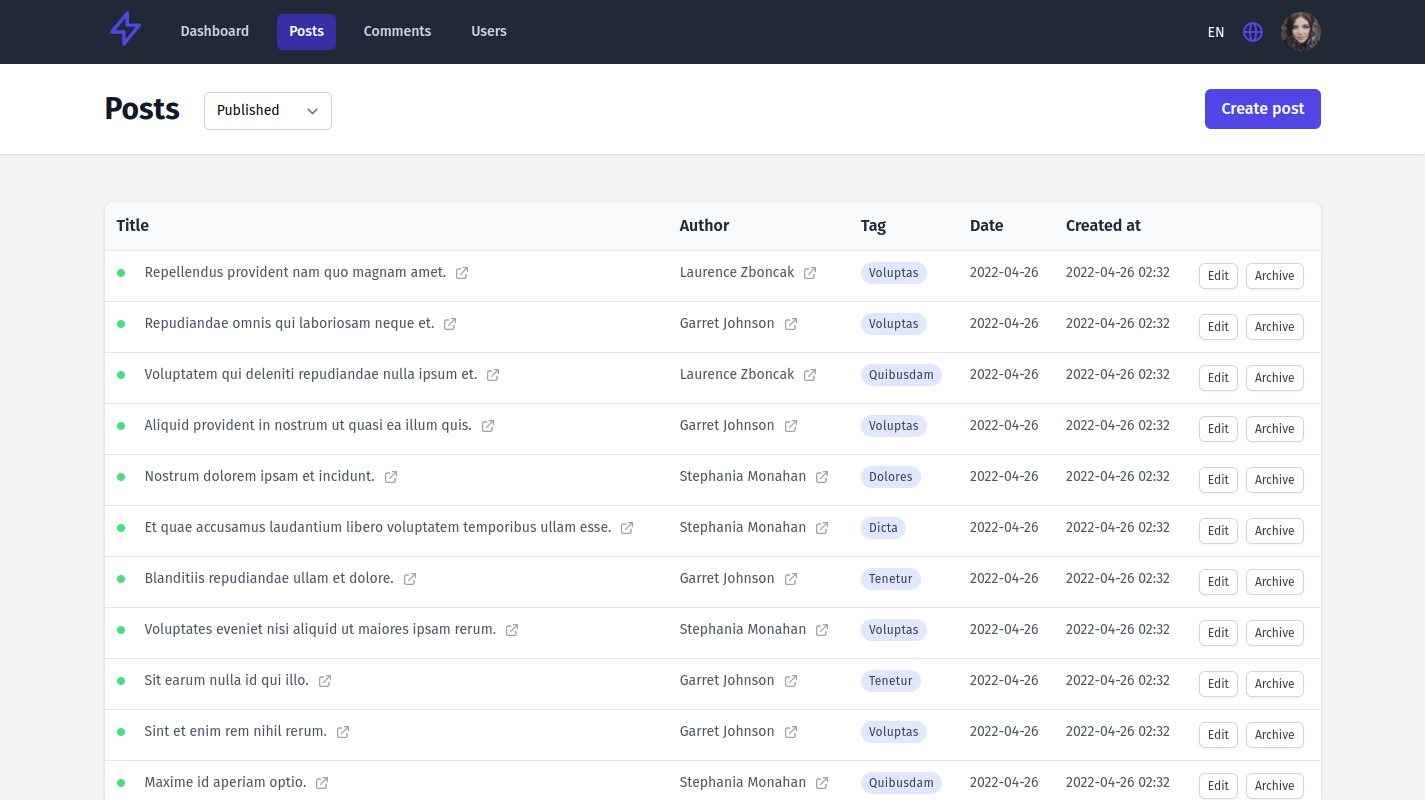 Dashboard Posts Comments Users EN
Posts Published Create post
Title Author Tag Date Created at
Repellendus provident nam quo magnam amet. Laurence Zboncak Voluptas 2022-04-26 2022-04-26 02:32 Edit Archive
Repudiandae omnis qui laboriosam neque et. Garret Johnson Voluptas 2022-04-26 2022-04-26 02:32 Edit Archive
Voluptatem qui deleniti repudiandae nulla ipsum et. Laurence Zboncak Quibusdam 2022-04-26 2022-04-26 02:32 Edit Archive
Aliquid provident in nostrum ut quasi ea illum quis. Garret Johnson Voluptas 2022-04-26 2022-04-26 02:32 Edit Archive
Nostrum dolorem ipsam et incidunt. Stephania Monahan Dolores 2022-04-26 2022-04-26 02:32 Edit Archive
Et quae accusamus laudantium libero voluptatem temporibus ullam esse. Stephania Monahan Dicta 2022-04-26 2022-04-26 02:32 Edit Archive
Blanditiis repudiandae ullam et dolore. Garret Johnson Tenetur 2022-04-26 2022-04-26 02:32 Edit Archive
Voluptates eveniet nisi aliquid ut maiores ipsam rerum. Stephania Monahan Voluptas 2022-04-26 2022-04-26 02:32 Edit Archive
Sit earum nulla id qui illo. Garret Johnson Tenetur 2022-04-26 2022-04-26 02:32 Edit Archive
Sint et enim rem nihil rerum. Garret Johnson Voluptas 2022-04-26 2022-04-26 02:32 Edit Archive
Maxime id aperiam optio. Stephania Monahan Quibusdam 2022-04-26 2022-04-26 02:32 Edit Archive